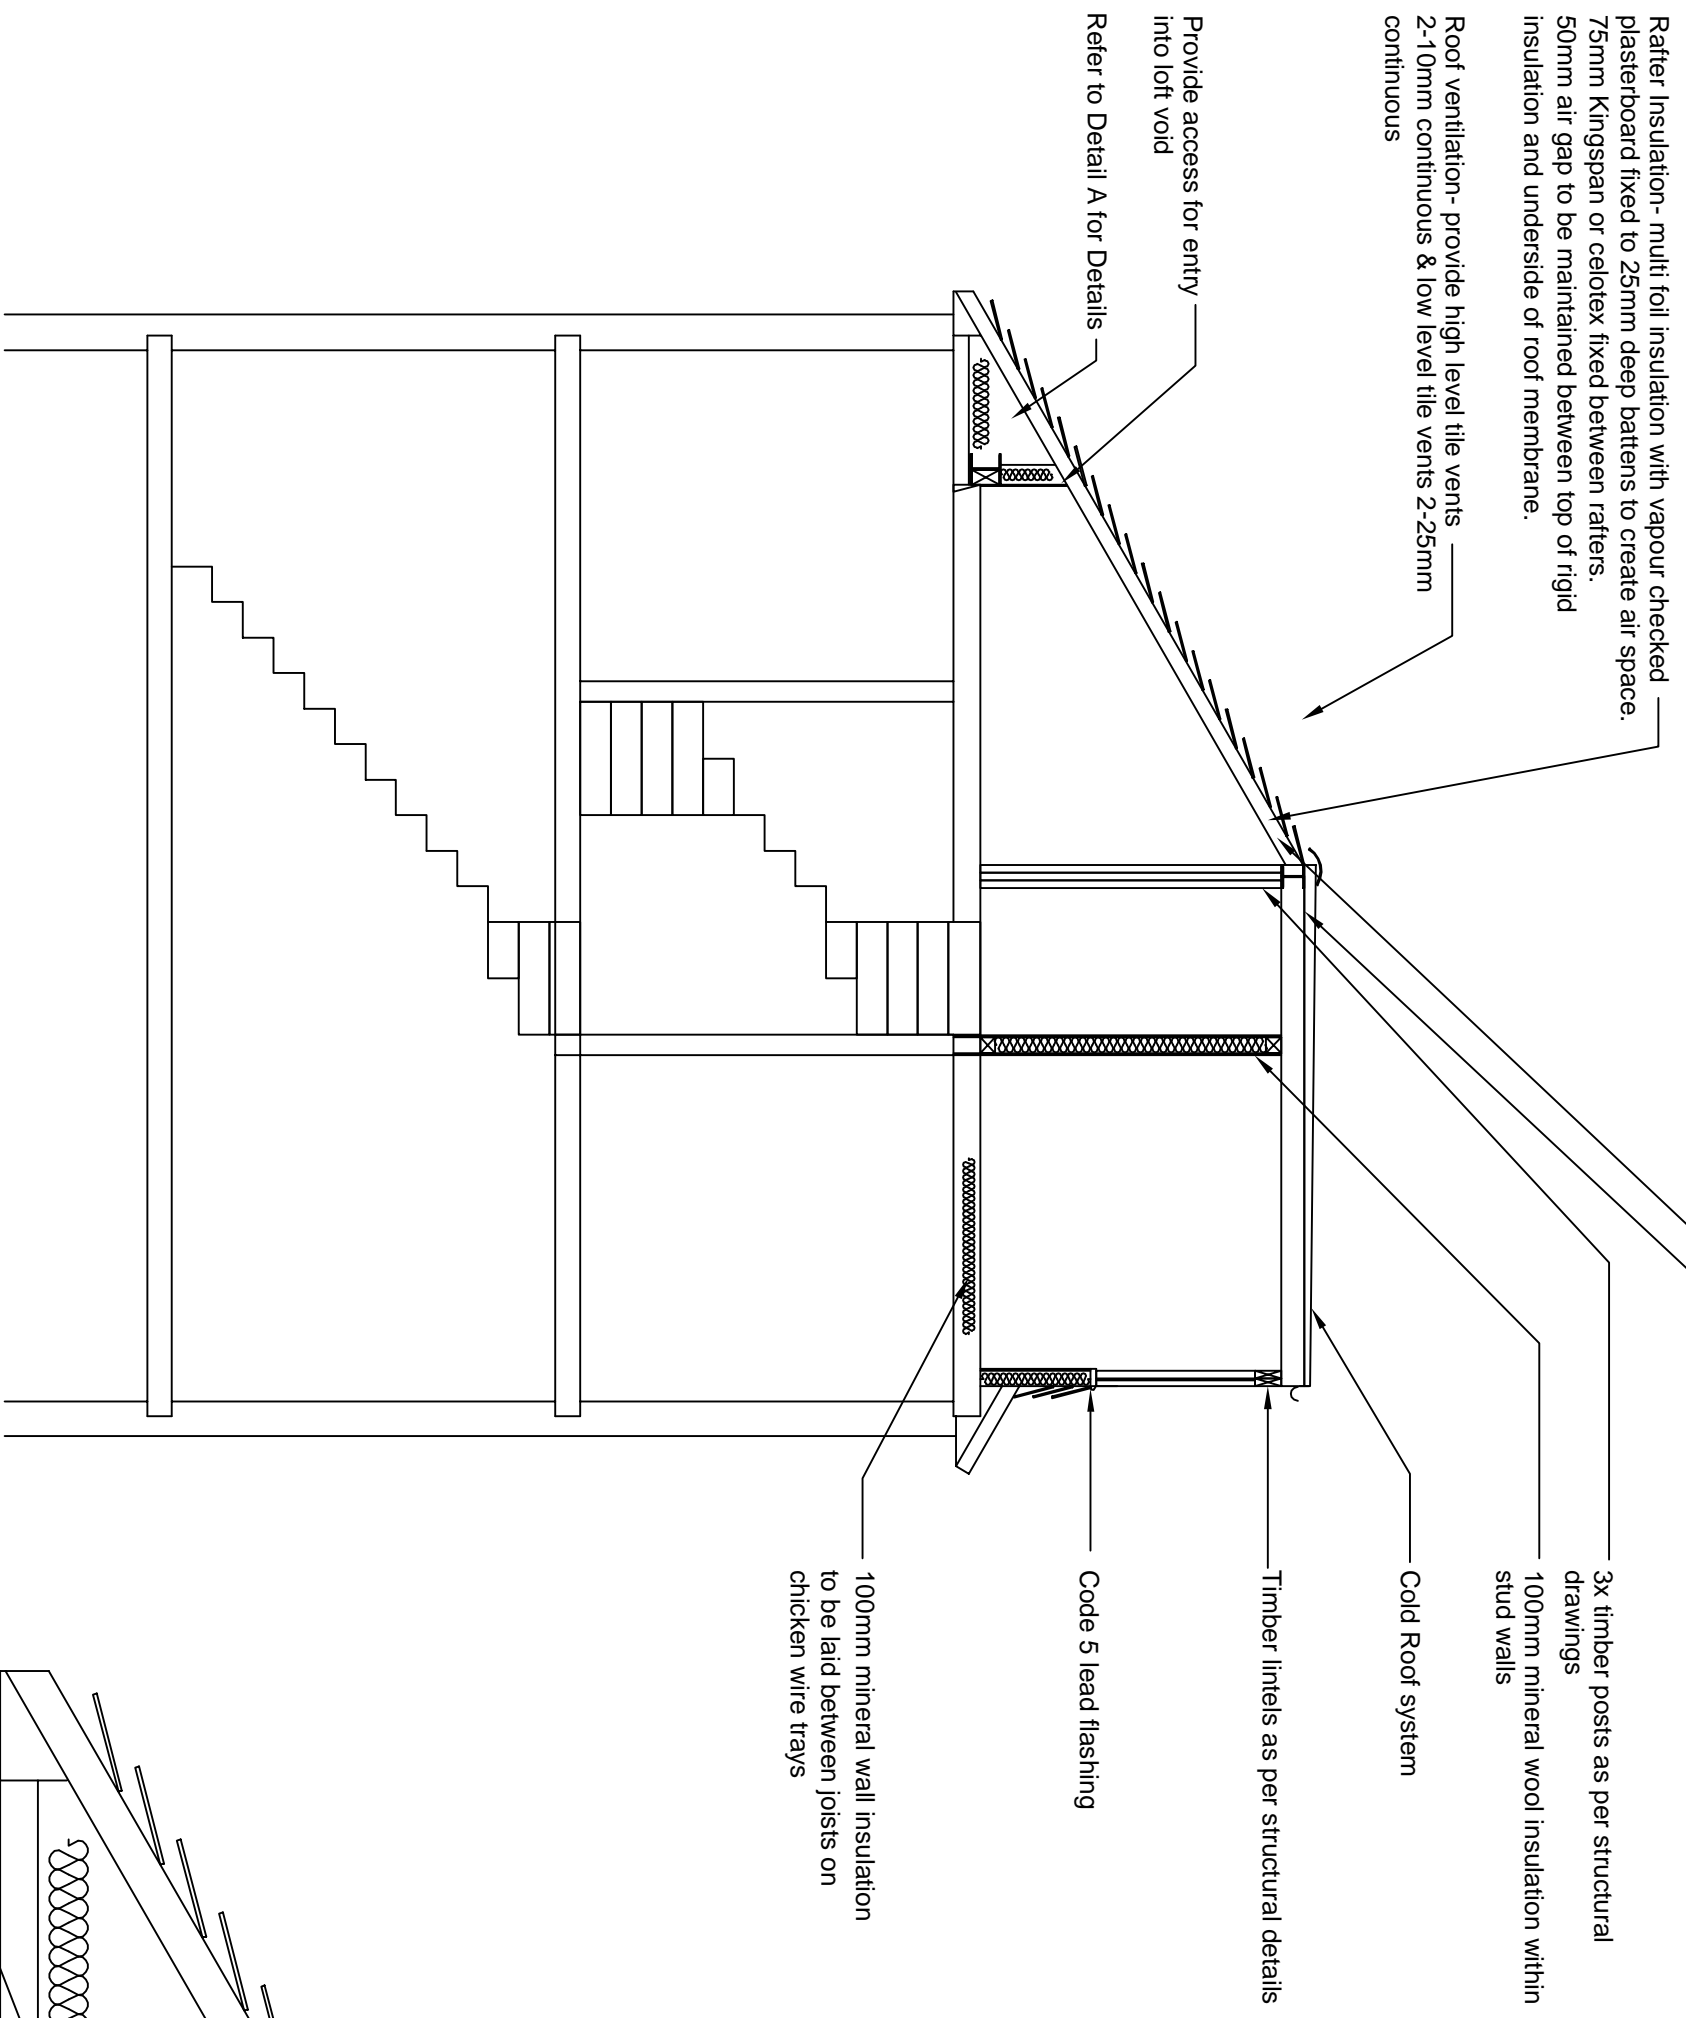 Rafter Insulation- multi foil insulation with vapour checked
plasterboard fixed to 25mm deep battens to create air space.
75mm Kingspan or celotex fixed between rafters.
50mm air gap to be maintained between top of rigid
insulation and underside of roof membrane.
Roof ventilation- provide high level tile vents
2-10mm continuous & low level tile vents 2-25mm
continuous
Provide access for entry
into loft void
Refer to Detail A for Details
3x timber posts as per structural
drawings
100mm mineral wool insulation within
stud walls
Cold Roof system
Timber lintels as per structural details
Code 5 lead flashing
100mm mineral wall insulation
to be laid between joists on
chicken wire trays